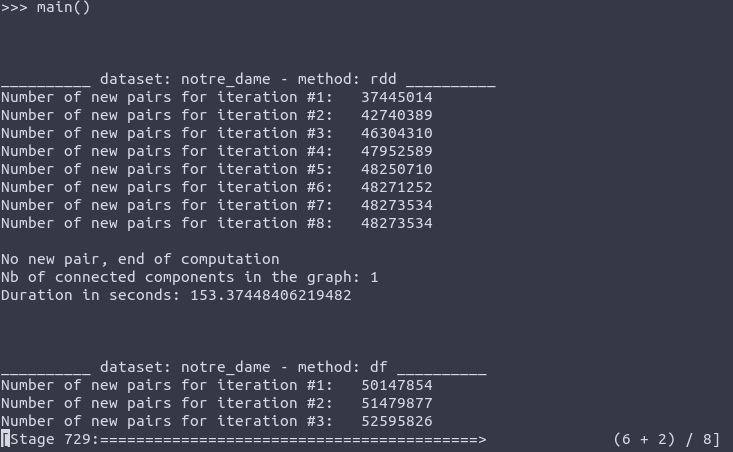 >>> main()
__________ dataset: notre_dame - method: rdd __________
Number of new pairs for iteration #1:   37445014
Number of new pairs for iteration #2:   42740389
Number of new pairs for iteration #3:   46304310
Number of new pairs for iteration #4:   47952589
Number of new pairs for iteration #5:   48250710
Number of new pairs for iteration #6:   48271252
Number of new pairs for iteration #7:   48273534
Number of new pairs for iteration #8:   48273534
No new pair, end of computation
Nb of connected components in the graph: 1
Duration in seconds: 153.37448406219482
__________ dataset: notre_dame - method: df __________
Number of new pairs for iteration #1:   50147854
Number of new pairs for iteration #2:   51479877
Number of new pairs for iteration #3:   52595826
[Stage 729:==========================================>              (6 + 2) / 8]